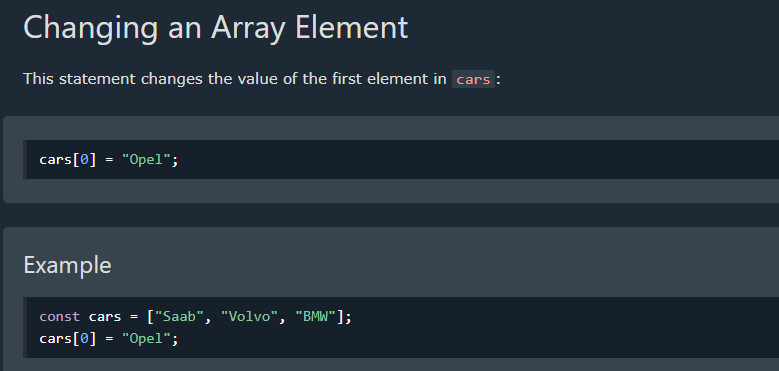 Changing an Array Element
This statement changes the value of the first element in cars:
cars[0] = "Opel";
Example
const cars = ["Saab", "Volvo", "BMW"];
cars[0] = "Opel";